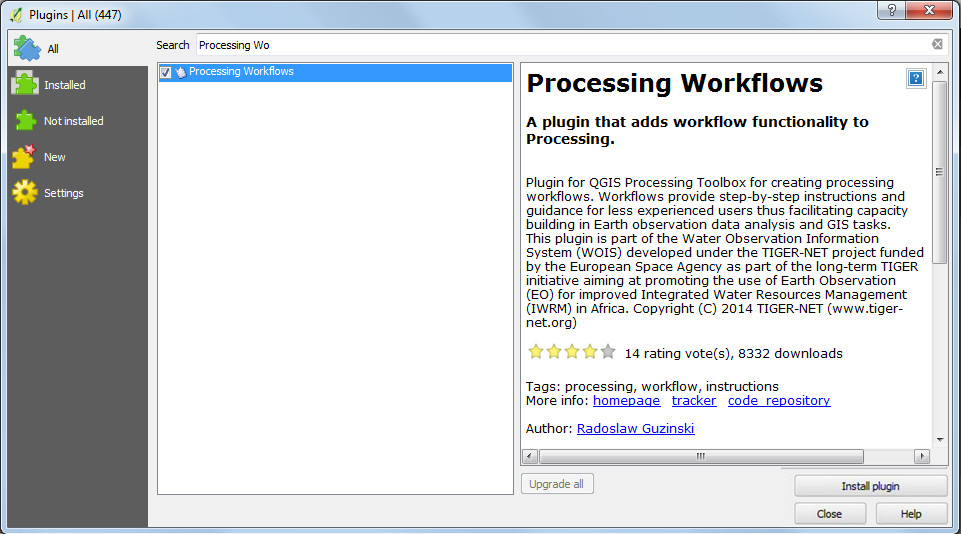 Plugins | All (447)
All
Installed
Not installed
New
Settings
Search Processing Wo
Processing Workflows
Processing Workflows
A plugin that adds workflow functionality to
Processing.
Plugin for QGIS Processing Toolbox for creating processing
workflows. Workflows provide step-by-step instructions and
guidance for less experienced users thus facilitating capacity
building in Earth observation data analysis and GIS tasks.
This plugin is part of the Water Observation Information
System (WOIS) developed under the TIGER-NET project funded
by the European Space Agency as part of the long-term TIGER
initiative aiming at promoting the use of Earth Observation
(EO) for improved Integrated Water Resources Management
(IWRM) in Africa. Copyright (C) 2014 TIGER-NET (www.tiger-
net.org)
14 rating vote(s), 8332 downloads
Tags: processing, workflow, instructions
More info: homepage tracker code_repository
Author: Radoslaw Guzinski
Upgrade all
Install plugin
Close
Help